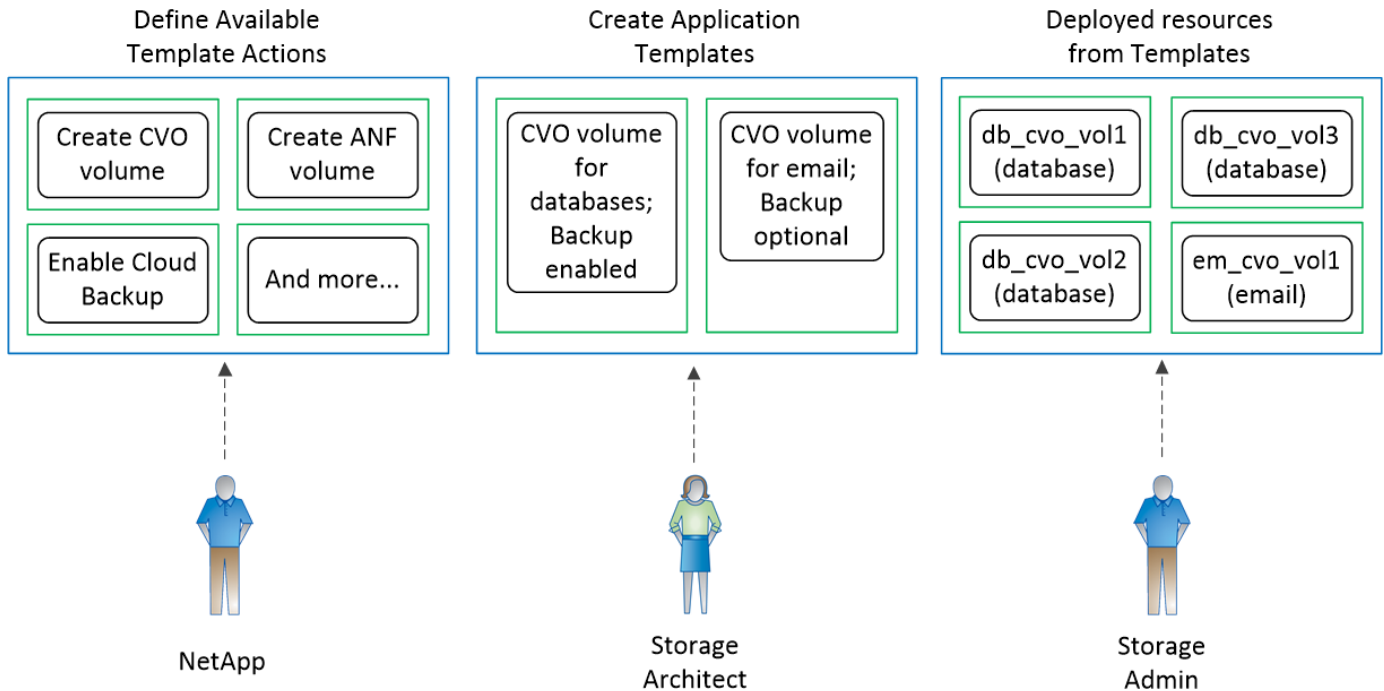 Define Available
Template Actions
Create CVO
volume
Create ANF
volume
Enable Cloud
Backup
And more...
NetApp
Create Application
Templates
CVO volume
for
databases;
Backup
enabled
CVO volume
for email;
Backup
optional
Storage
Architect
Deployed resources
from Templates
db_cvo_vol1
(database)
db_cvo_vol3
(database)
db_cvo_vol2
(database)
em_cvo_vol1
(email)
Storage
Admin